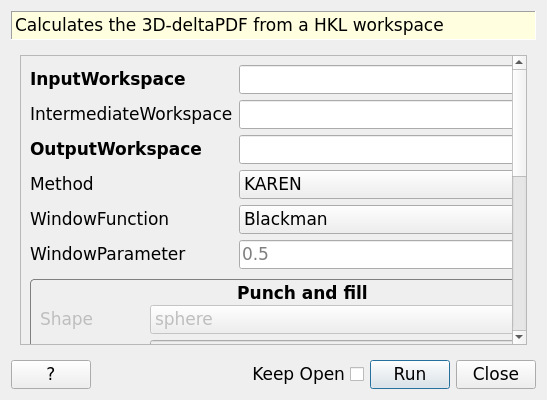 Calculates the 3D-deltaPDF from a HKL workspace
InputWorkspace
IntermediateWorkspace
OutputWorkspace
Method KAREN
WindowFunction Blackman
WindowParameter 0.5
Punch and fill
Shape sphere
? Keep Open Run Close